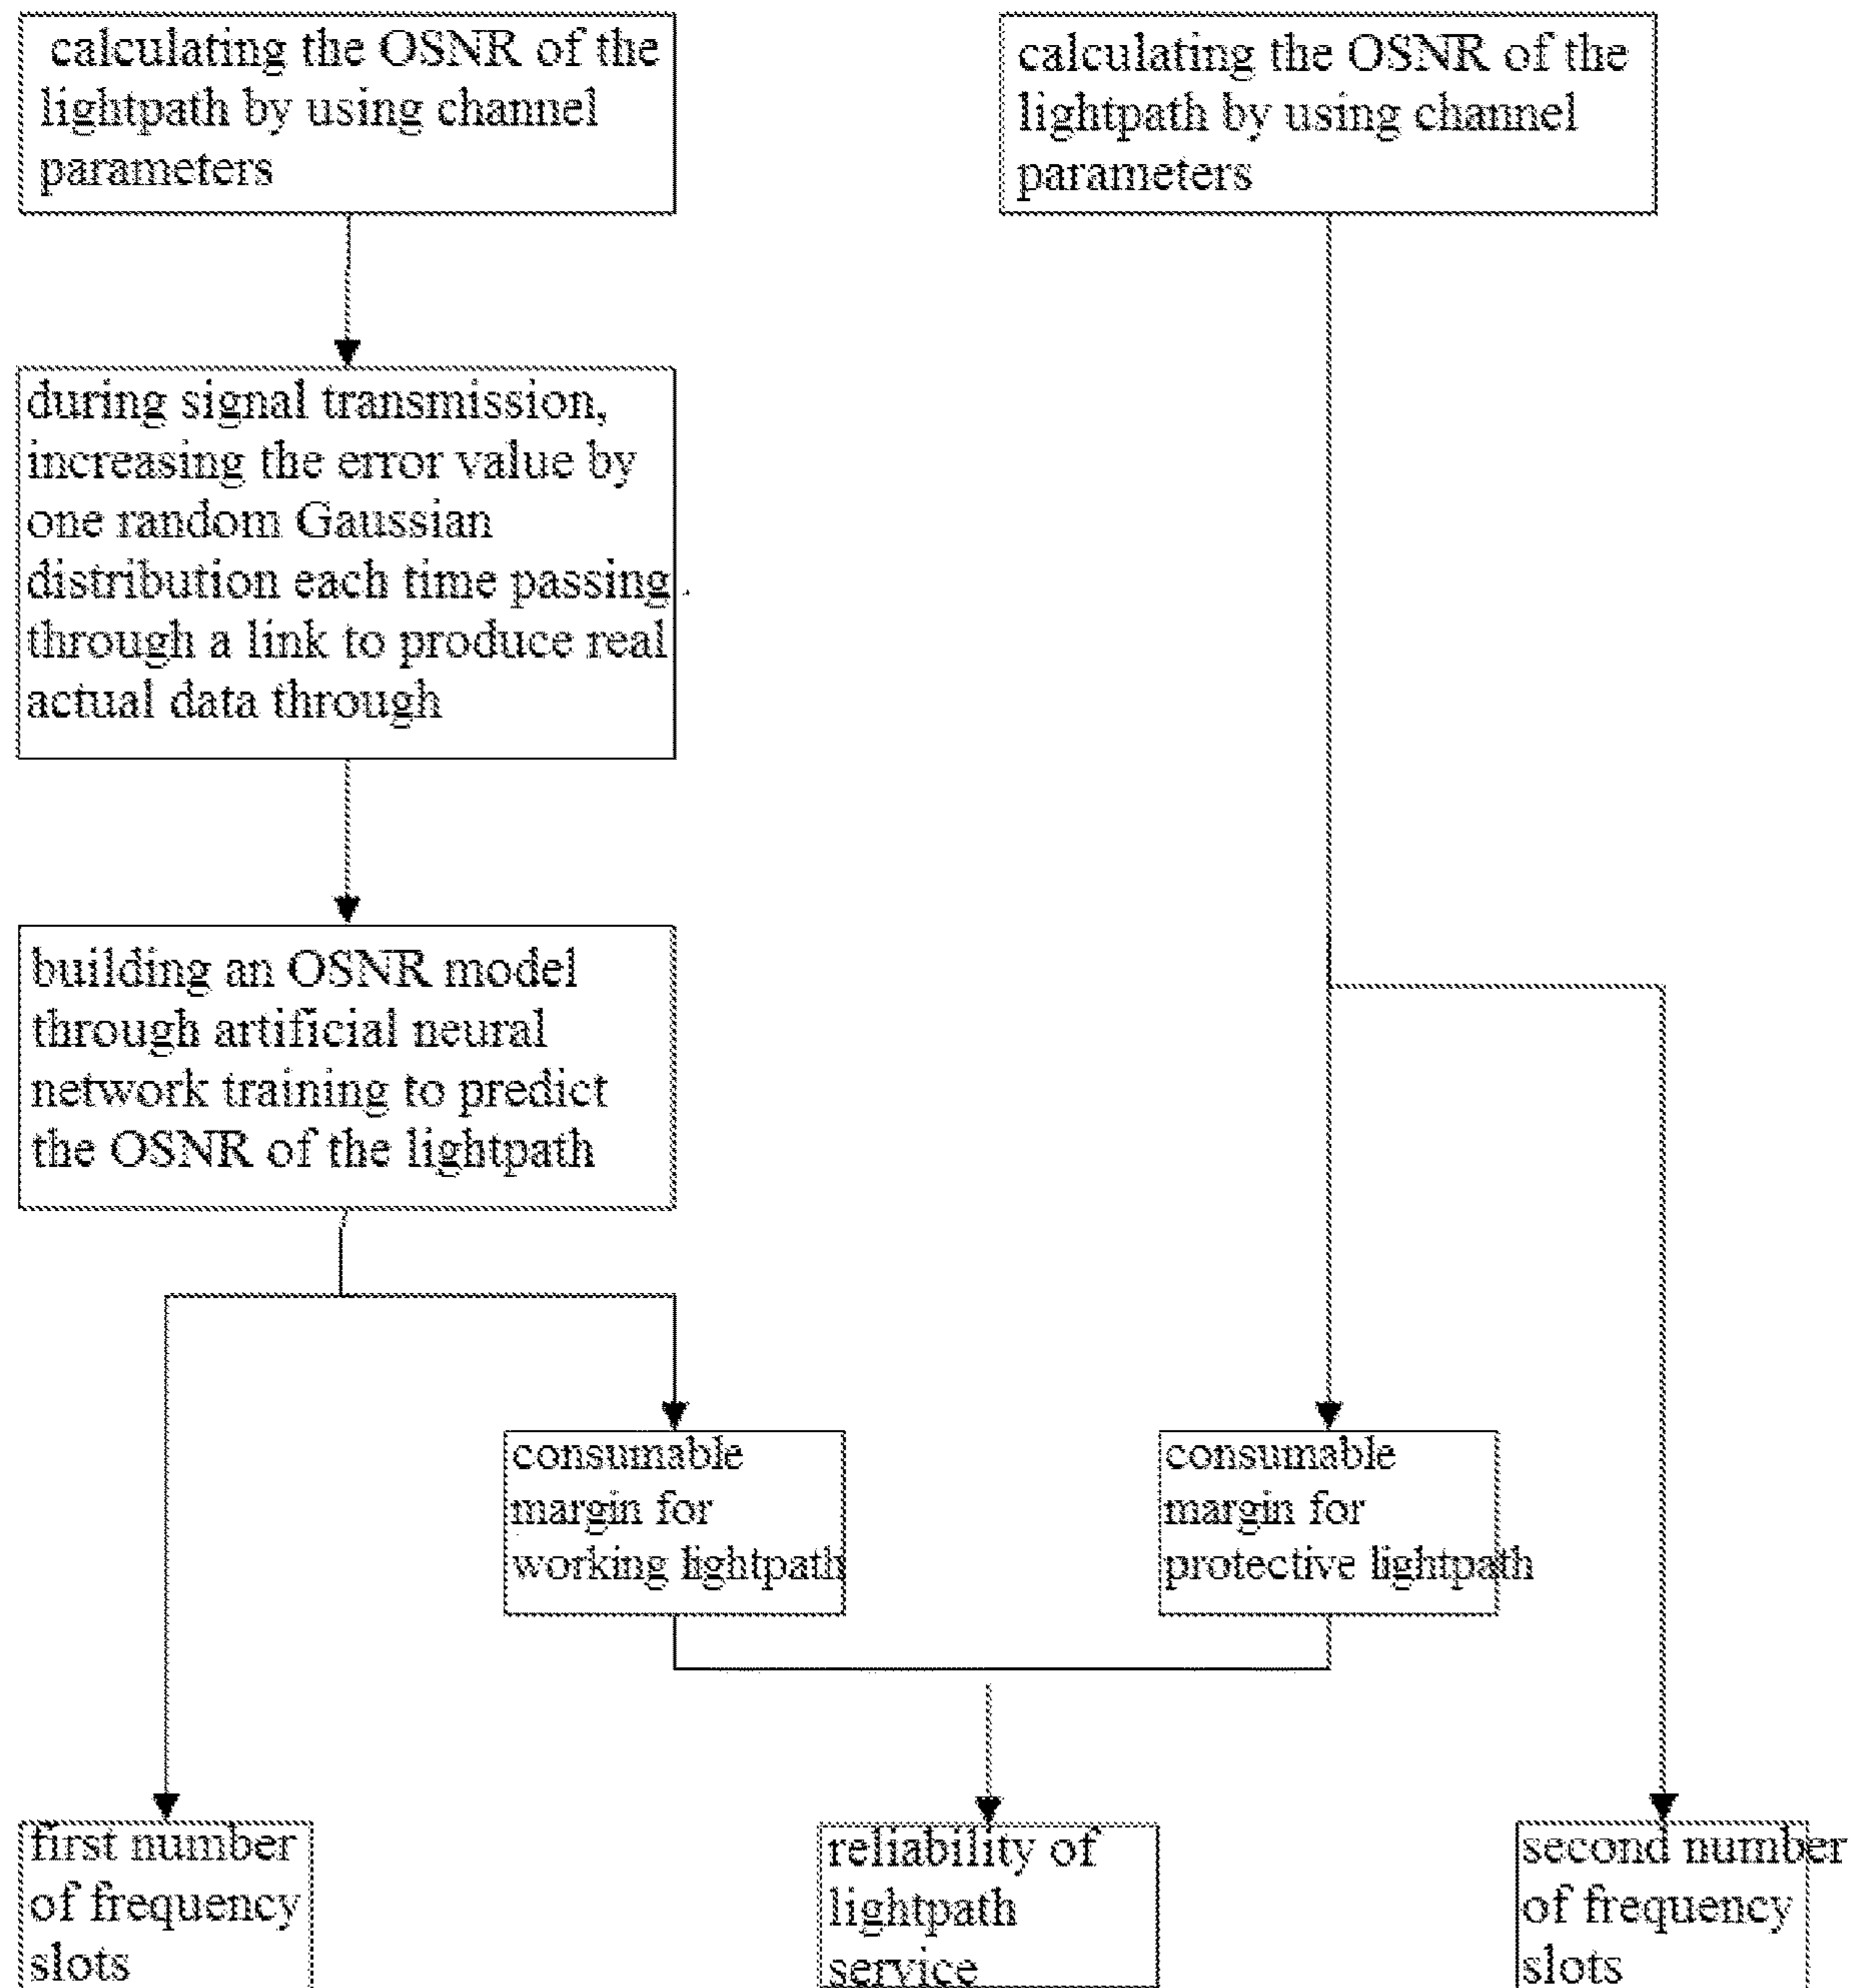 calculating the OSNR of the
lightpath by using channel
parameters
calculating the OSNR of the
lightpath by using channel
parameters
during signal transmission,
increasing the error value by
one random Gaussian
distribution each time passing
through a link to produce real
actual data through
building an OSNR model
through artificial neural
network training to predict
the OSNR of the lightpath
consumable
margin for
working lightpath
consumable
margin for
protective lightpath
first number
of frequency
slots
reliability of
lightpath
service
second number
of frequency
slots